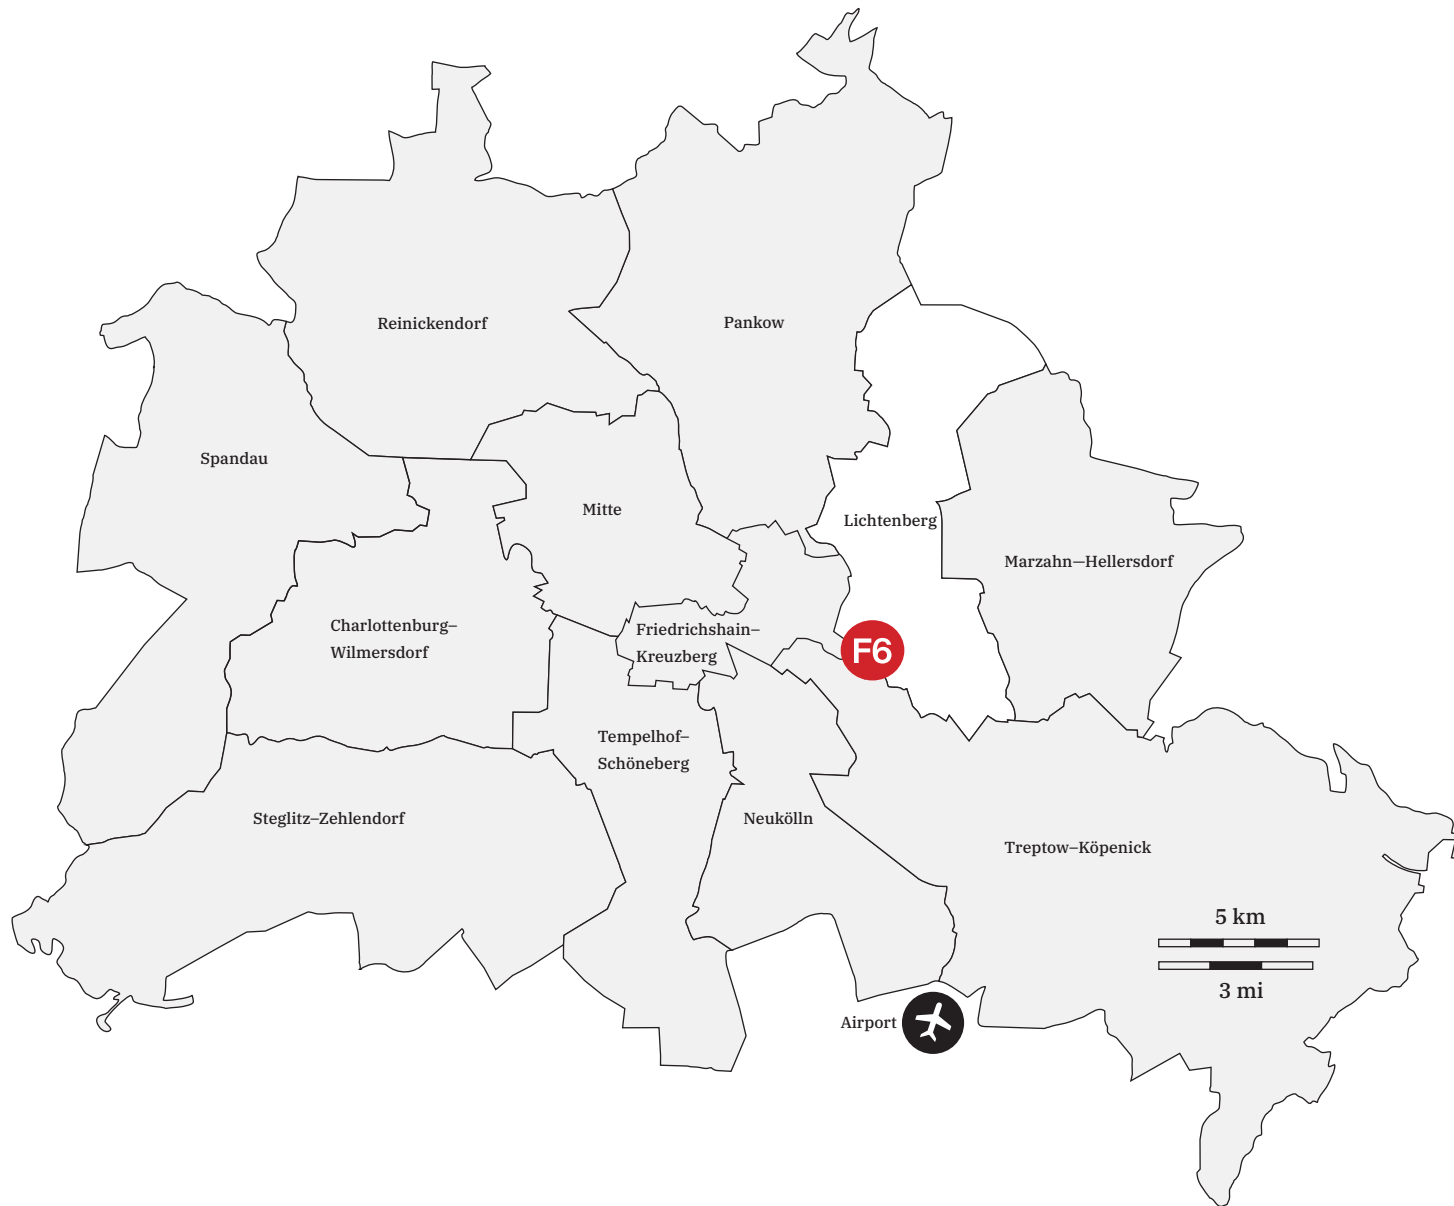 Reinickendorf
Pankow
Spandau
Mitte
Lichtenberg
Marzahn—Hellersdorf
Charlottenburg–
Wilmersdorf
Friedrichshain–
Kreuzberg
F6
Tempelhof–
Schöneberg
Steglitz–Zehlendorf
Neukölln
Treptow–Köpenick
5 km
3 mi
Airport